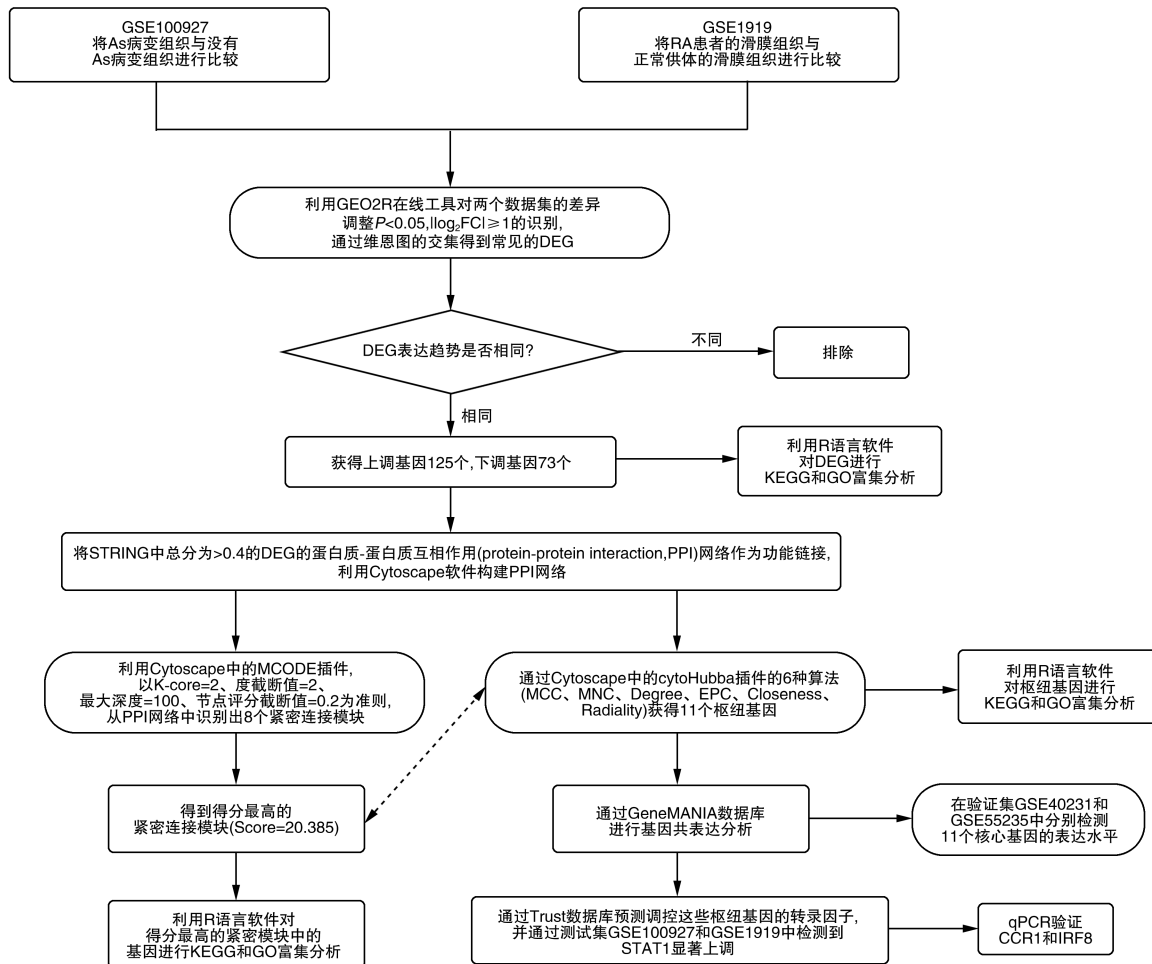 GSE100927
将As病变组织与没有
As病变组织进行比较
GSE1919
将RA患者的滑膜组织与
正常供体的滑膜组织进行比较
利用GEO2R在线工具对两个数据集的差异
调整P<0.05,|log₂FC|≥1的识别,
通过维恩图的交集得到常见的DEG
DEG表达趋势是否相同?
不同
排除
相同
获得上调基因125个,下调基因73个
利用R语言软件
对DEG进行
KEGG和GO富集分析
将STRING中总分为>0.4的DEG的蛋白质-蛋白质互相作用(protein-protein interaction,PPI)网络作为功能链接,
利用Cytoscape软件构建PPI网络
利用Cytoscape中的MCODE插件,
以K-core=2、度截断值=2、
最大深度=100、节点评分截断值=0.2为准则,
从PPI网络中识别出8个紧密连接模块
通过Cytoscape中的cytoHubba插件的6种算法
(MCC、MNC、Degree、EPC、Closeness、
Radiality)获得11个枢纽基因
利用R语言软件
对枢纽基因进行
KEGG和GO富集分析
得到得分最高的
紧密连接模块(Score=20.385)
通过GeneMANIA数据库
进行基因共表达分析
在验证集GSE40231和
GSE55235中分别检测
11个核心基因的表达水平
利用R语言软件对
得分最高的紧密模块中的
基因进行KEGG和GO富集分析
通过Trust数据库预测调控这些枢纽基因的转录因子,
并通过测试集GSE100927和GSE1919中检测到
STAT1显著上调
qPCR验证
CCR1和IRF8